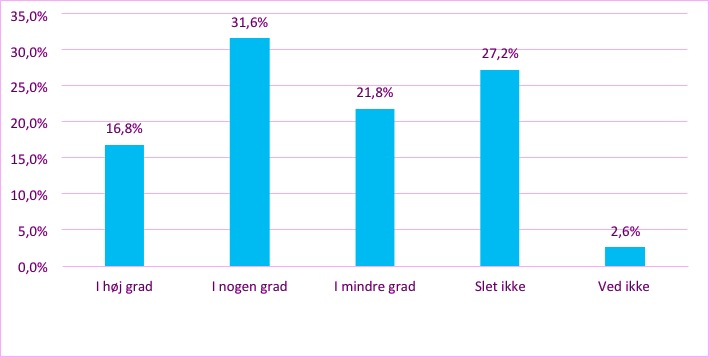 35,0%
30,0%
25,0%
20,0%
15,0%
10,0%
5,0%
0,0%
16,8%
31,6%
21,8%
27,2%
2,6%
I høj grad
I nogen grad
I mindre grad
Slet ikke
Ved ikke